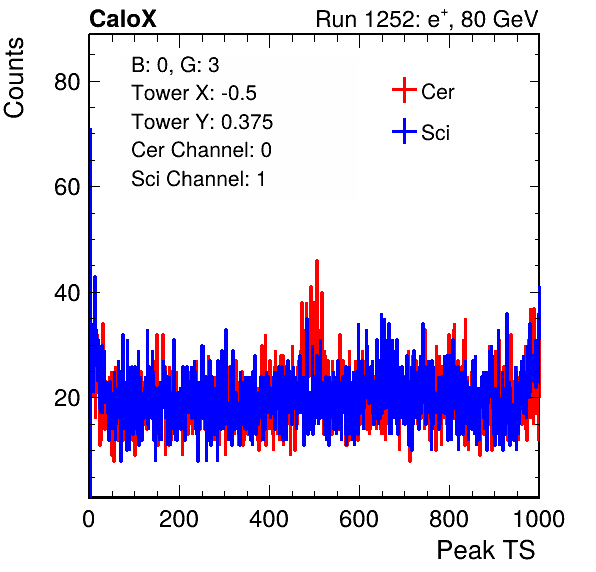 CaloX Run 1252: e⁺, 80 GeV
Counts
B: 0, G: 3
Tower X: -0.5
Tower Y: 0.375
Cer Channel: 0
Sci Channel: 1
Cer
Sci
80
60
40
20
0 200 400 600 800 1000
Peak TS